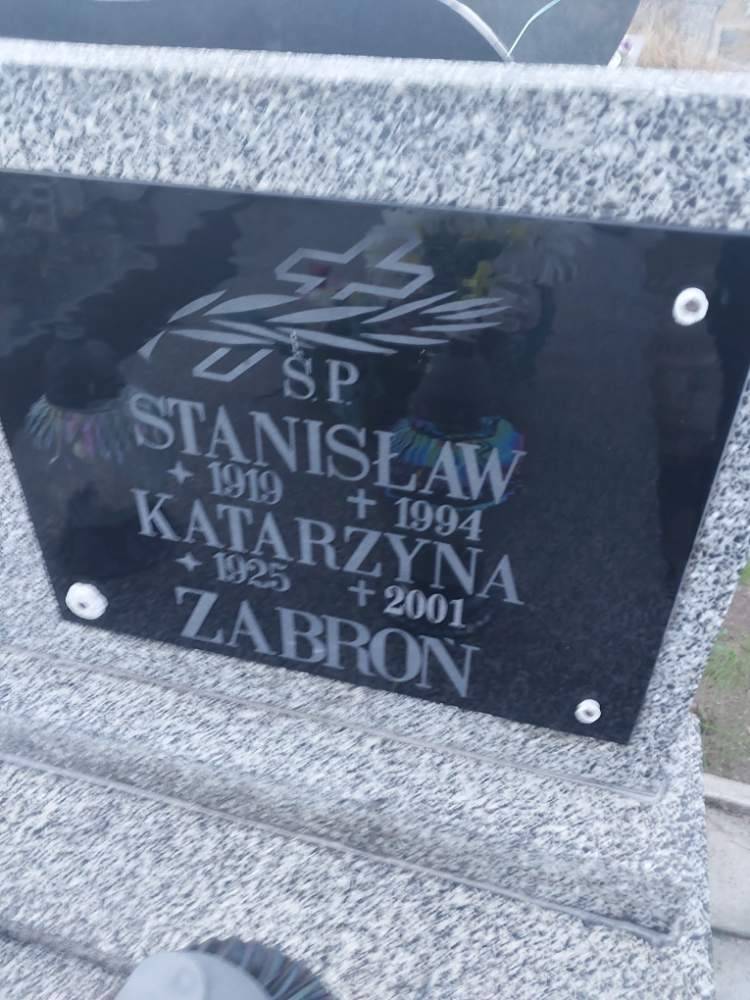 Ś.P.
STANISŁAW
✦ 1919 ✝ 1994
KATARZYNA
✦ 1925 ✝ 2001
ZABRON